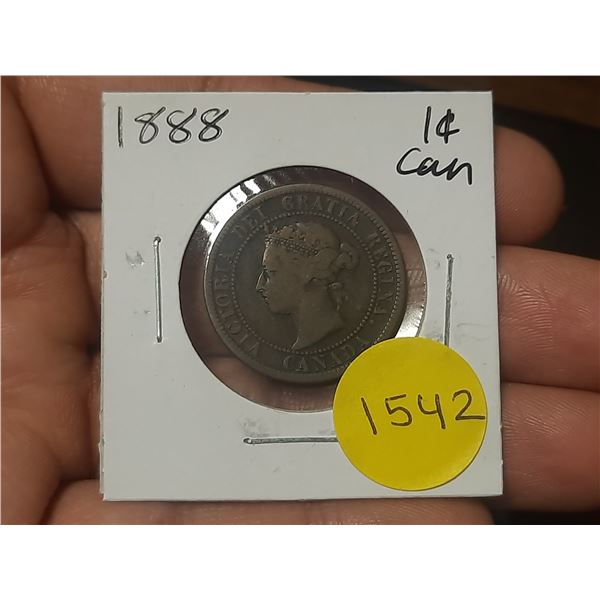 1888
1¢
Can
VICTORIA DEI GRATIA REGINA
CANADA
1542